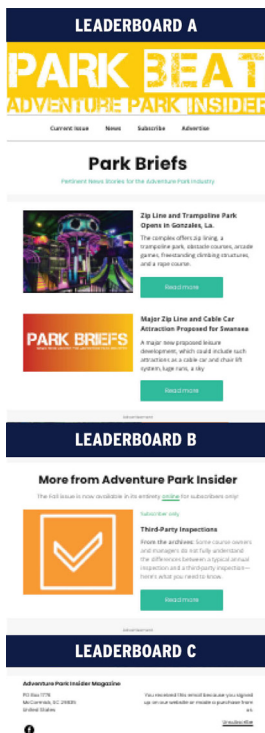 LEADERBOARD A
PARK BEAT
ADVENTURE PARK INSIDER
Current Issue News Subscribe Advertise
Park Briefs
Pertinent News Stories for the Adventure Park Industry
Zip Line and Trampoline Park
Opens in Gonzales, La.
The complex offers zip lining, a
trampoline park, obstacle courses, arcade
games, freestanding climbing structures,
and a rope course.
Read more
PARK BRIEFS
Major Zip Line and Cable Car
Attraction Proposed for Swansea
A major new proposed leisure
development, which could include such
attractions as a cable car and chair lift
system, luge runs, a sky
Read more
Advertisement
LEADERBOARD B
More from Adventure Park Insider
The Fall issue is now available in its entirety online for subscribers only!
Subscriber only
Third-Party Inspections
From the archives: Some course owners
and managers do not fully understand
the differences between a typical annual
inspection and a third-party inspection—
here's what you need to know.
Read more
Advertisement
LEADERBOARD C
Adventure Park Insider Magazine
PO Box 1778
McCormick, SC 29835
United States
You received this email because you signed
up on our website or made a purchase from
us.
Unsubscribe